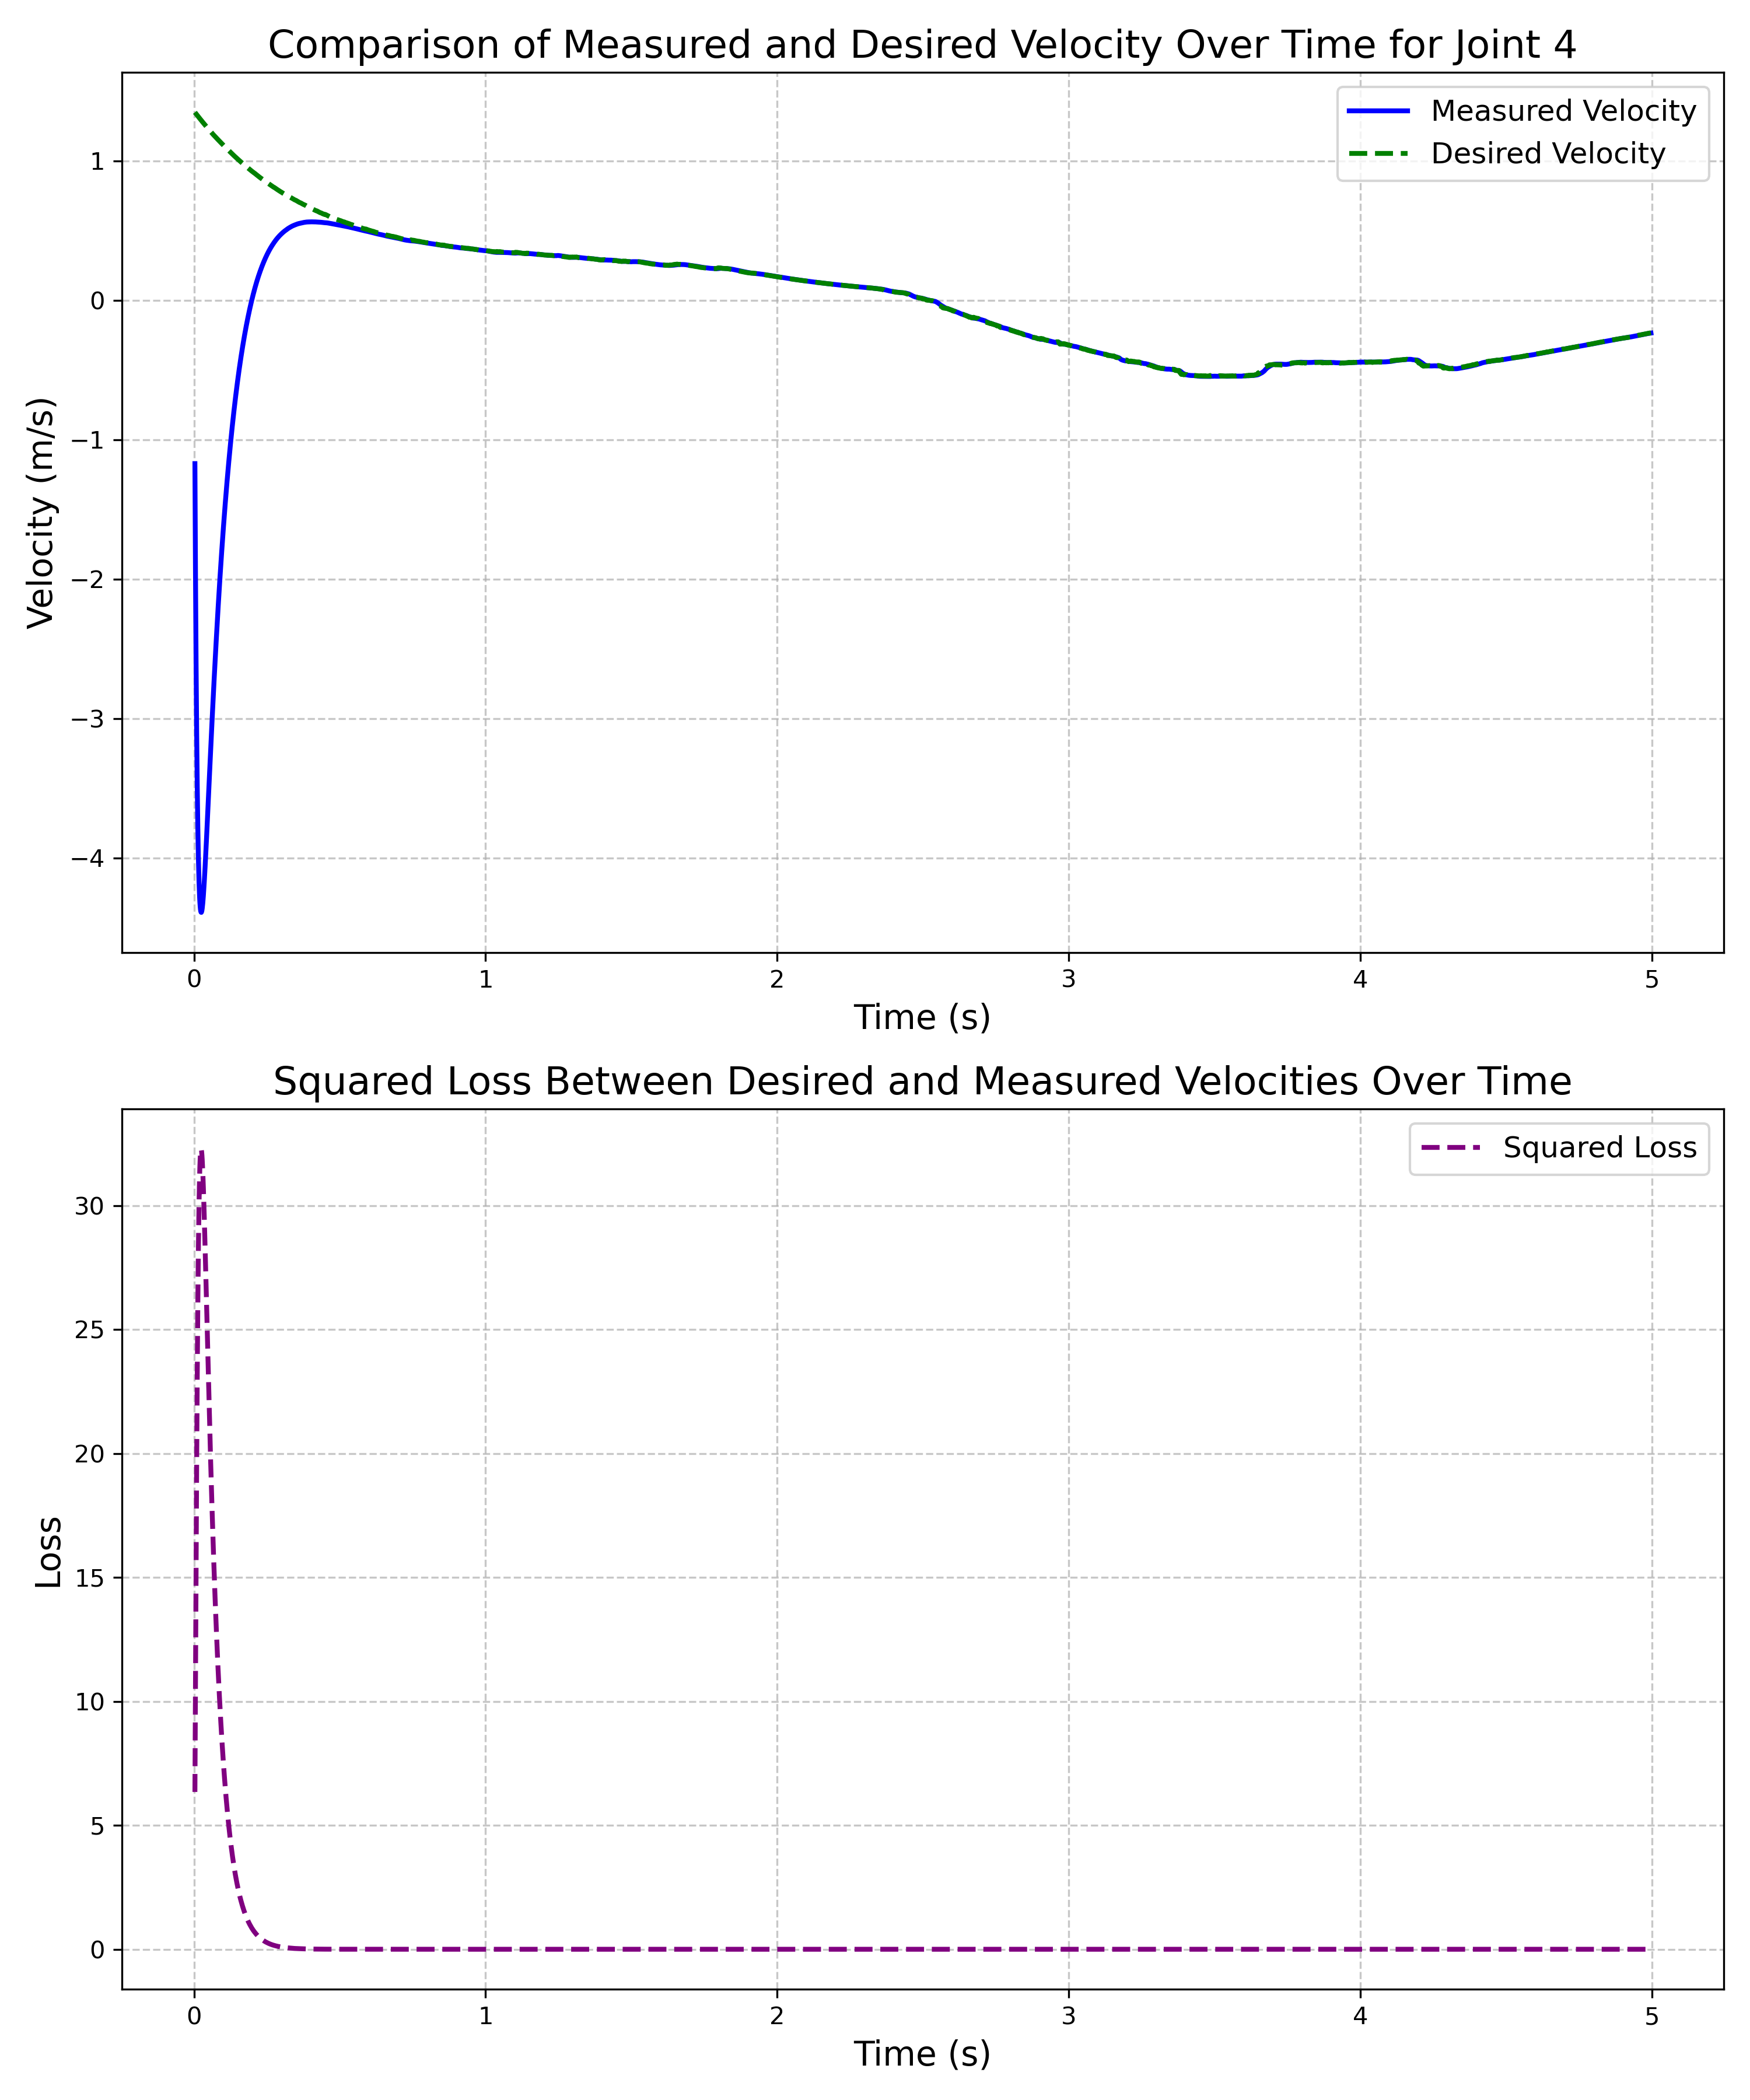 Comparison of Measured and Desired Velocity Over Time for Joint 4
Measured Velocity
Desired Velocity
1
0
−1
−2
−3
−4
Velocity (m/s)
0 1 2 3 4 5
Time (s)
Squared Loss Between Desired and Measured Velocities Over Time
Squared Loss
30
25
20
15
10
5
0
Loss
0 1 2 3 4 5
Time (s)